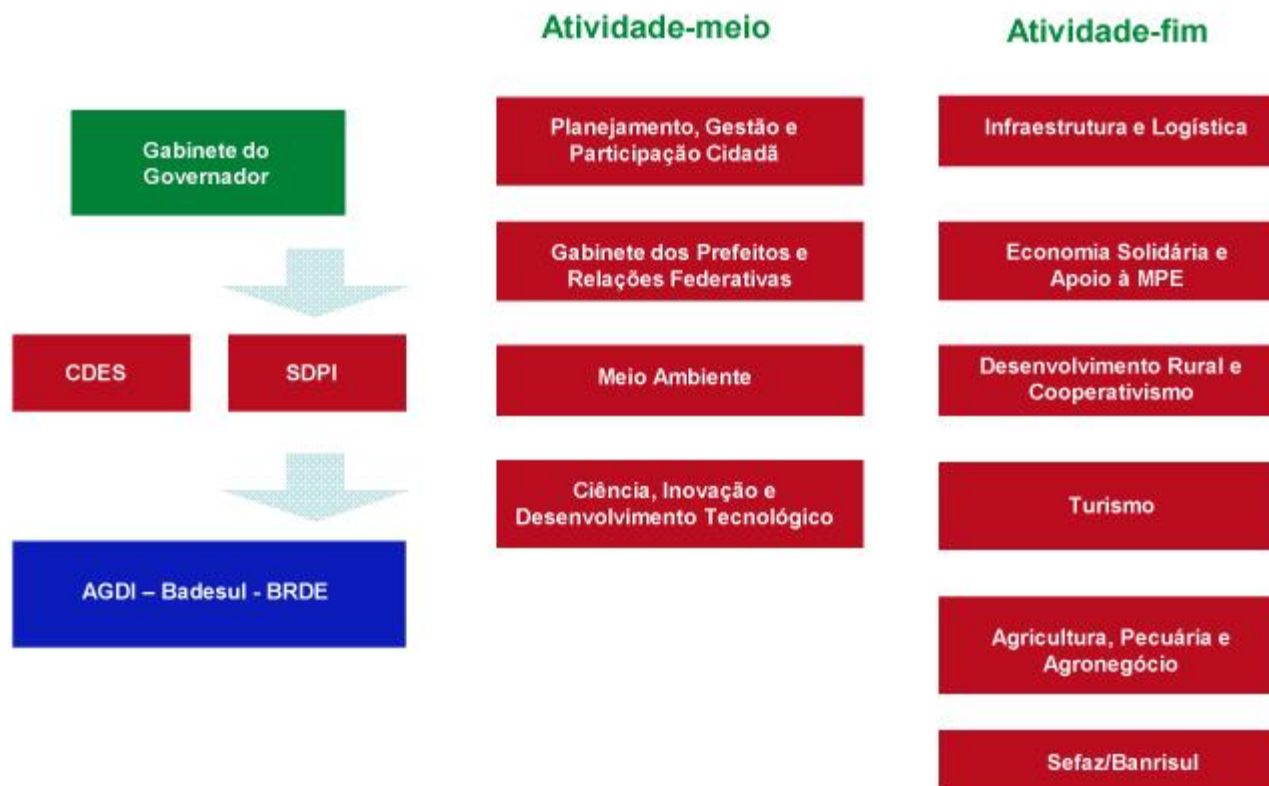 Atividade-meio
Atividade-fim
Gabinete do
Governador
CDES
SDPI
AGDI – Badesul - BRDE
Planejamento, Gestão e
Participação Cidadã
Gabinete dos Prefeitos e
Relações Federativas
Meio Ambiente
Ciência, Inovação e
Desenvolvimento Tecnológico
Infraestrutura e Logística
Economia Solidária e
Apoio à MPE
Desenvolvimento Rural e
Cooperativismo
Turismo
Agricultura, Pecuária e
Agronegócio
Sefaz/Banrisul